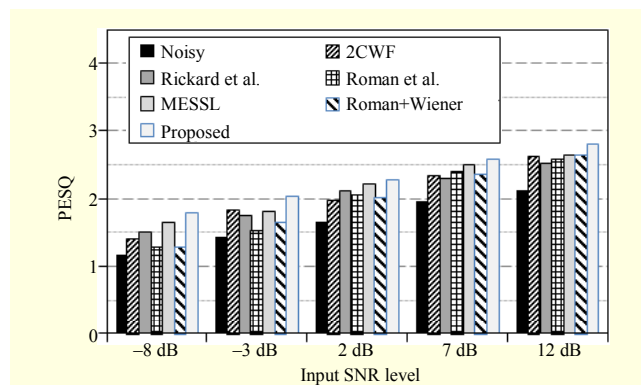 4
3
2
1
0
PESQ
Noisy
2CWF
Rickard et al.
Roman et al.
MESSL
Roman+Wiener
Proposed
–8 dB
–3 dB
2 dB
7 dB
12 dB
Input SNR level